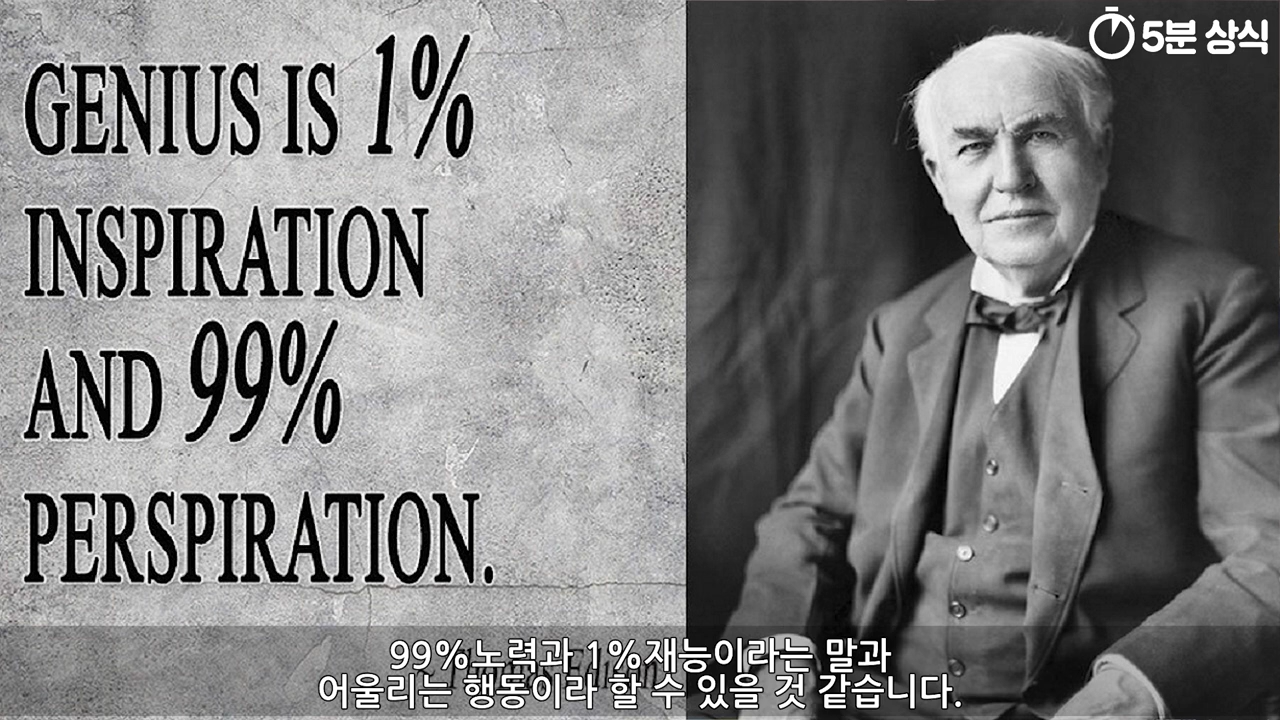 5분 상식
GENIUS IS 1%
INSPIRATION
AND 99%
PERSPIRATION.
99%노력과 1%재능이라는 말과
어울리는 행동이라 할 수 있을 것 같습니다.